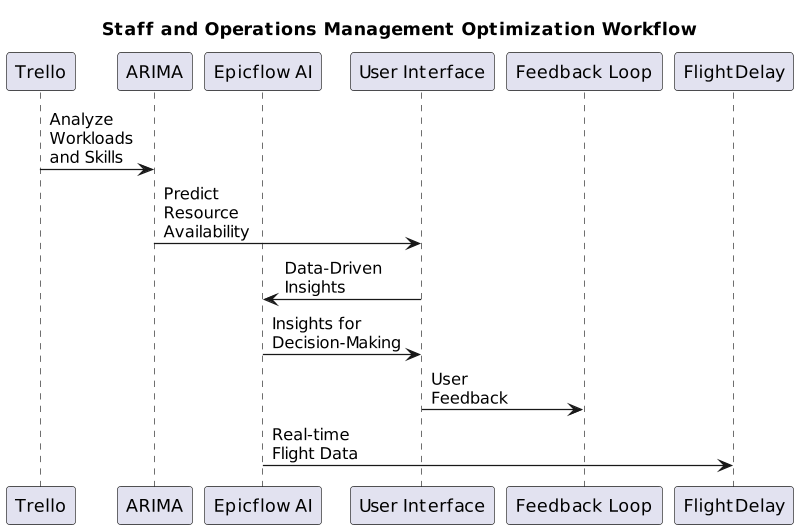 Staff and Operations Management Optimization Workflow
Trello
ARIMA
Epicflow AI
User Interface
Feedback Loop
FlightDelay
Analyze
Workloads
and Skills
Predict
Resource
Availability
Data-Driven
Insights
Insights for
Decision-Making
User
Feedback
Real-time
Flight Data
Trello
ARIMA
Epicflow AI
User Interface
Feedback Loop
FlightDelay